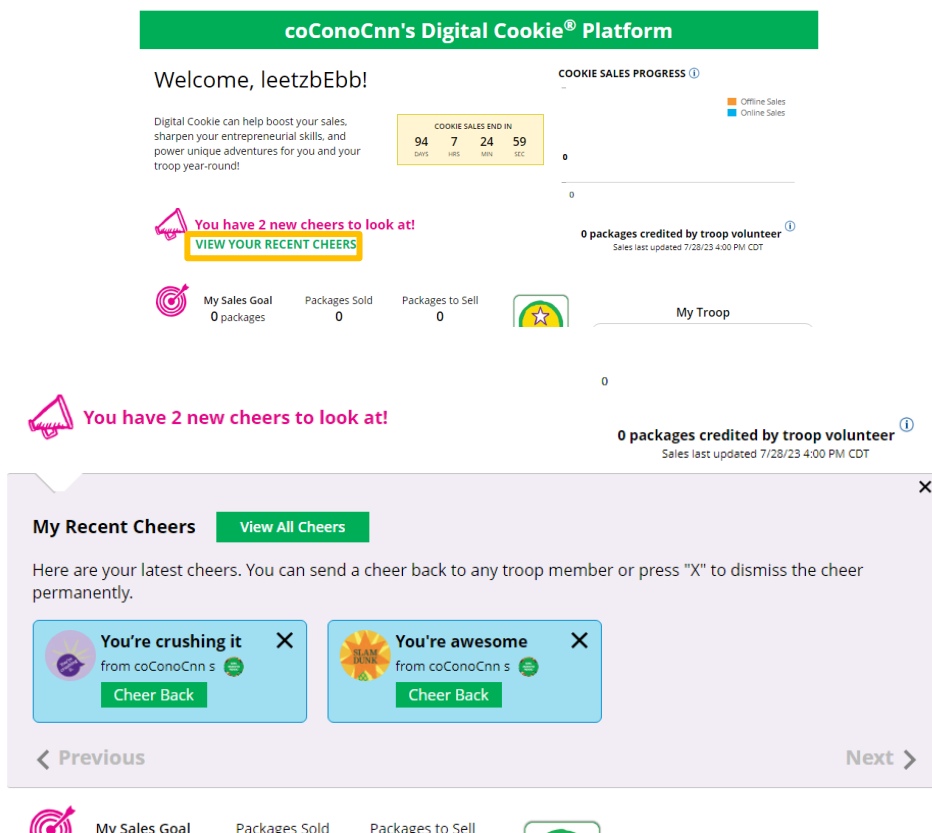 coConoCnn's Digital Cookie® Platform
Welcome, leetzbEbb!
Digital Cookie can help boost your sales,
sharpen your entrepreneurial skills, and
power unique adventures for you and your
troop year-round!
COOKIE SALES END IN
94 7 24 59
DAYS HRS MIN SEC
COOKIE SALES PROGRESS
Offline Sales
Online Sales
0
0
You have 2 new cheers to look at!
VIEW YOUR RECENT CHEERS
0 packages credited by troop volunteer
Sales last updated 7/28/23 4:00 PM CDT
My Sales Goal Packages Sold Packages to Sell
0 packages 0 0
My Troop
0
You have 2 new cheers to look at!
0 packages credited by troop volunteer
Sales last updated 7/28/23 4:00 PM CDT
My Recent Cheers View All Cheers
Here are your latest cheers. You can send a cheer back to any troop member or press "X" to dismiss the cheer
permanently.
You’re crushing it
from coConoCnn s
Cheer Back
SLAM
DUNK
You're awesome
from coConoCnn s
Cheer Back
Previous Next
My Sales Goal Packages Sold Packages to Sell